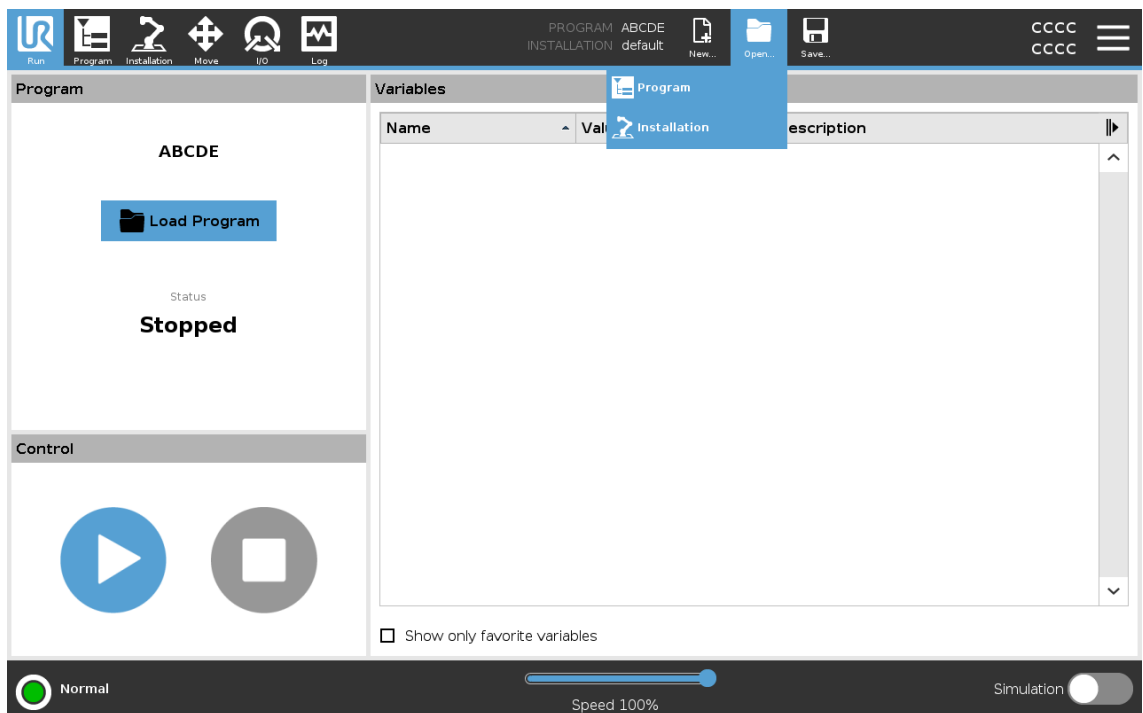 PROGRAM ABCDE
INSTALLATION default
CCCC
CCCC
Run Program Installation Move I/O Log New... Open... Save...
Program
Variables
Program
Installation
Name
Val
escription
ABCDE
Load Program
Status
Stopped
Control
Show only favorite variables
Normal
Speed 100%
Simulation